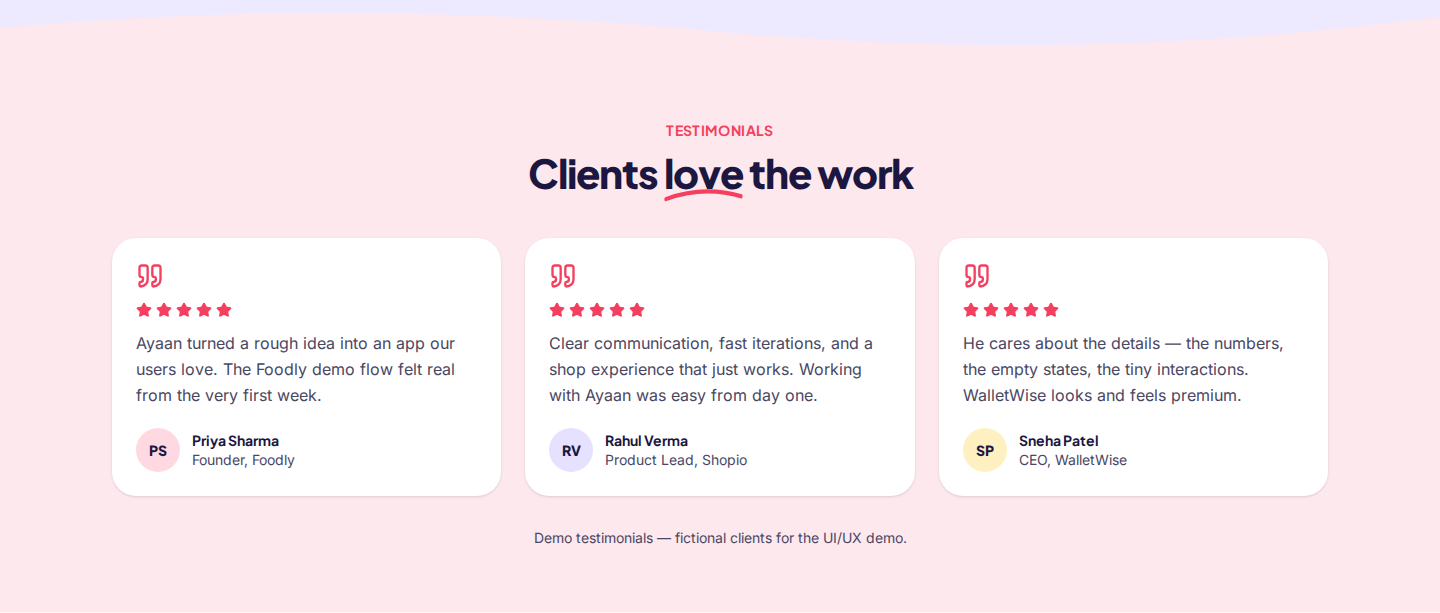 TESTIMONIALS
Clients love the work
Ayaan turned a rough idea into an app our
users love. The Foodly demo flow felt real
from the very first week.
PS
Priya Sharma
Founder, Foodly
Clear communication, fast iterations, and a
shop experience that just works. Working
with Ayaan was easy from day one.
RV
Rahul Verma
Product Lead, Shopio
He cares about the details — the numbers,
the empty states, the tiny interactions.
WalletWise looks and feels premium.
SP
Sneha Patel
CEO, WalletWise
Demo testimonials — fictional clients for the UI/UX demo.